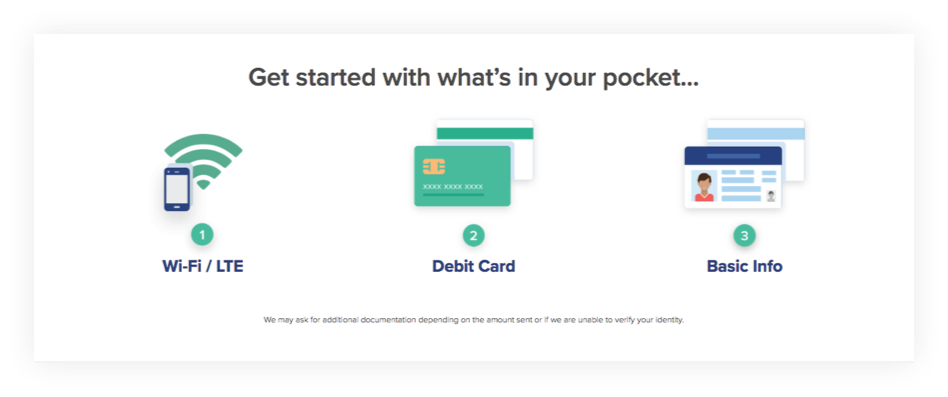 Get started with what’s in your pocket...
XXXX XXXX XXXX
1
2
3
Wi-Fi / LTE
Debit Card
Basic Info
We may ask for additional documentation depending on the amount sent or if we are unable to verify your identity.